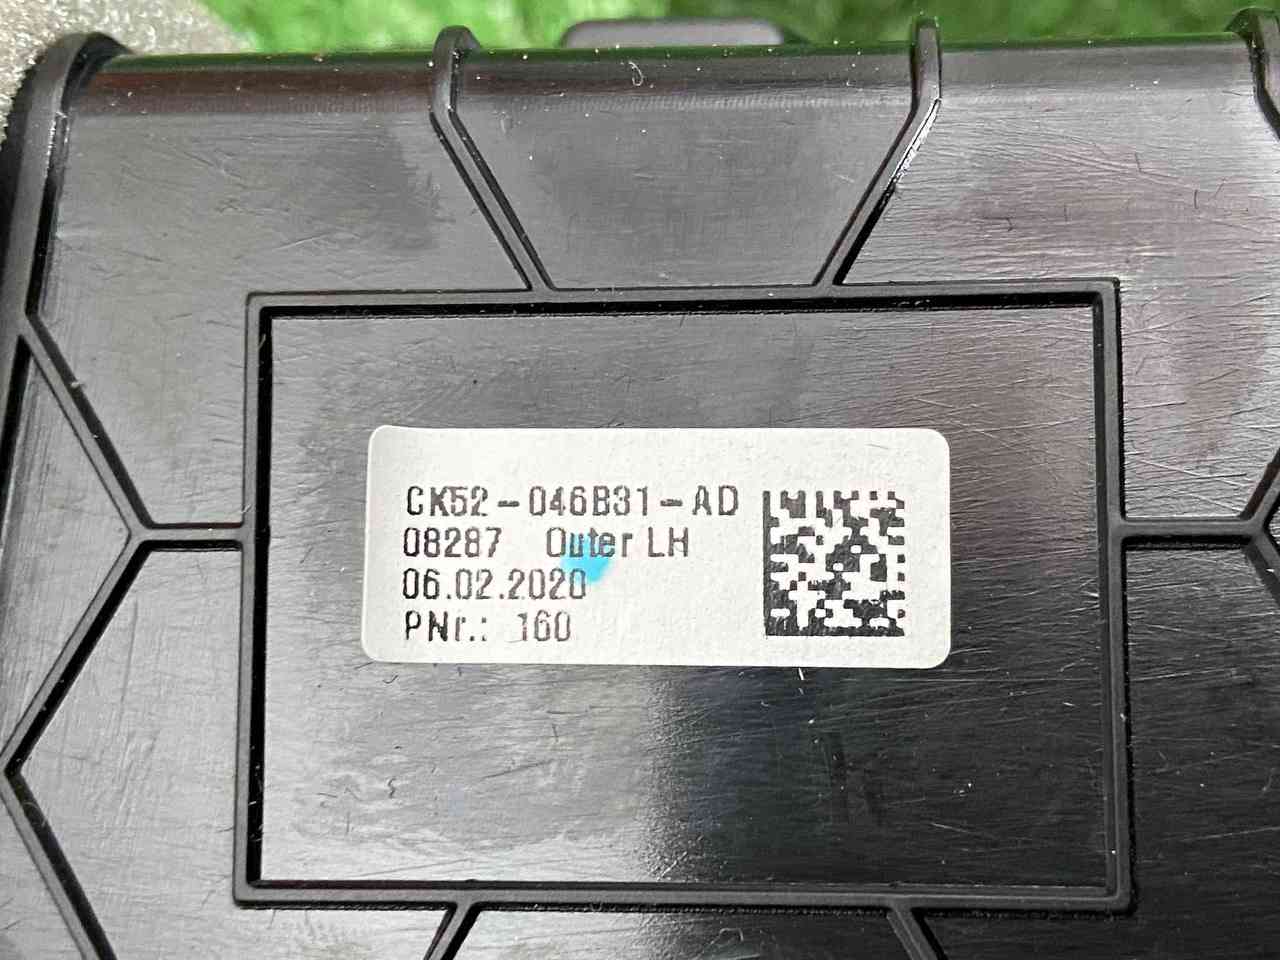 CK52-046B31-AD
08287 Outer LH
06.02.2020
PNr.: 160